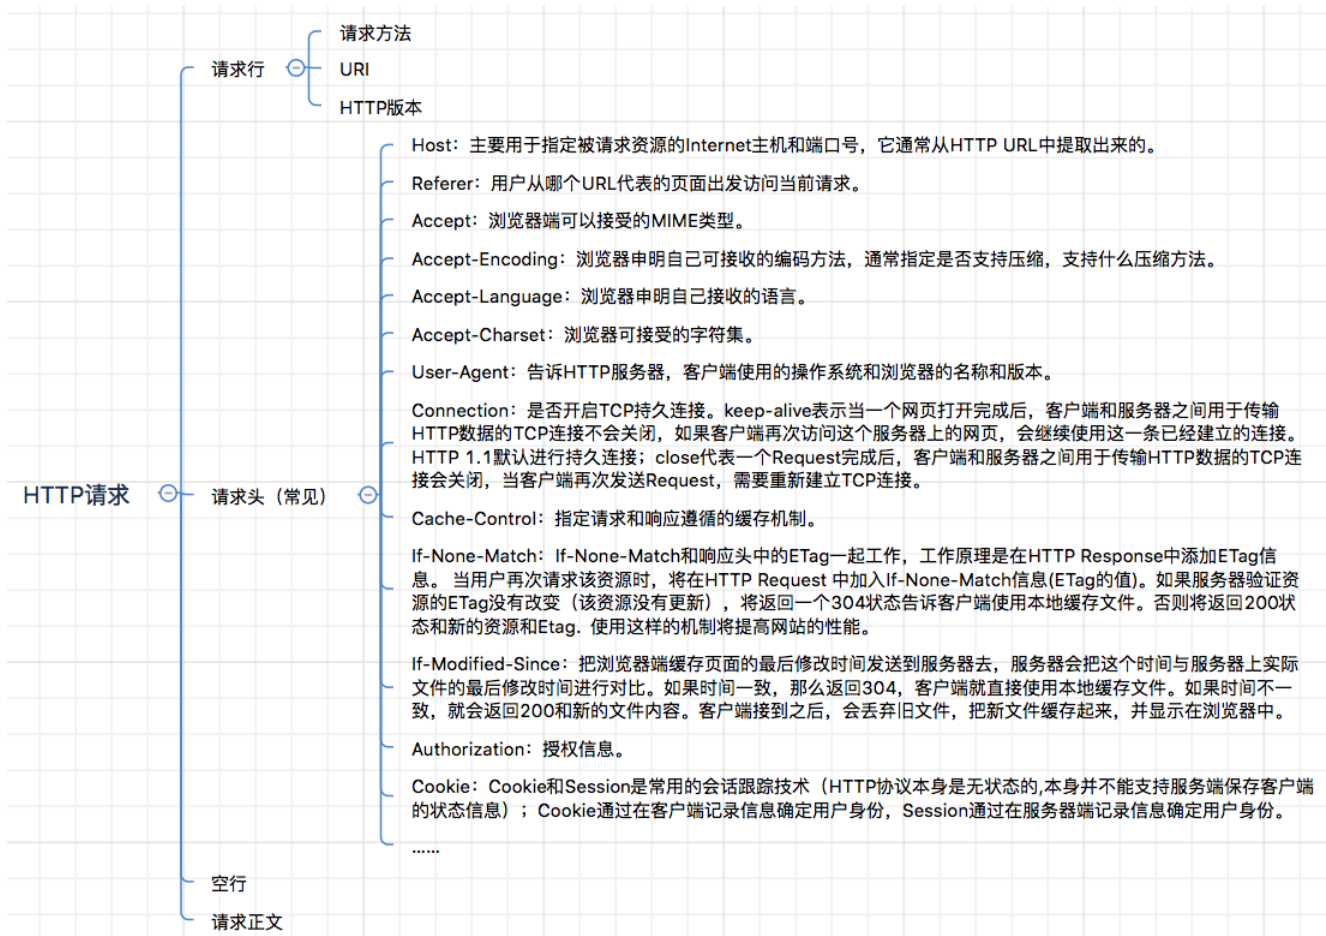 请求方法
请求行
URI
HTTP版本
Host：主要用于指定被请求资源的Internet主机和端口号，它通常从HTTP URL中提取出来的。
Referer：用户从哪个URL代表的页面出发访问当前请求。
Accept：浏览器端可以接受的MIME类型。
Accept-Encoding：浏览器申明自己可接收的编码方法，通常指定是否支持压缩，支持什么压缩方法。
Accept-Language：浏览器申明自己接收的语言。
Accept-Charset：浏览器可接受的字符集。
User-Agent：告诉HTTP服务器，客户端使用的操作系统和浏览器的名称和版本。
Connection：是否开启TCP持久连接。keep-alive表示当一个网页打开完成后，客户端和服务器之间用于传输
HTTP数据的TCP连接不会关闭，如果客户端再次访问这个服务器上的网页，会继续使用这一条已经建立的连接。
HTTP 1.1默认进行持久连接；close代表一个Request完成后，客户端和服务器之间用于传输HTTP数据的TCP连
接会关闭，当客户端再次发送Request，需要重新建立TCP连接。
HTTP请求
请求头（常见）
Cache-Control：指定请求和响应遵循的缓存机制。
If-None-Match：If-None-Match和响应头中的ETag一起工作，工作原理是在HTTP Response中添加ETag信
息。 当用户再次请求该资源时，将在HTTP Request 中加入If-None-Match信息(ETag的值)。如果服务器验证资
源的ETag没有改变（该资源没有更新），将返回一个304状态告诉客户端使用本地缓存文件。否则将返回200状
态和新的资源和Etag. 使用这样的机制将提高网站的性能。
If-Modified-Since：把浏览器端缓存页面的最后修改时间发送到服务器去，服务器会把这个时间与服务器上实际
文件的最后修改时间进行对比。如果时间一致，那么返回304，客户端就直接使用本地缓存文件。如果时间不一
致，就会返回200和新的文件内容。客户端接到之后，会丢弃旧文件，把新文件缓存起来，并显示在浏览器中。
Authorization：授权信息。
Cookie：Cookie和Session是常用的会话跟踪技术（HTTP协议本身是无状态的,本身并不能支持服务端保存客户端
的状态信息）；Cookie通过在客户端记录信息确定用户身份，Session通过在服务器端记录信息确定用户身份。
……
空行
请求正文